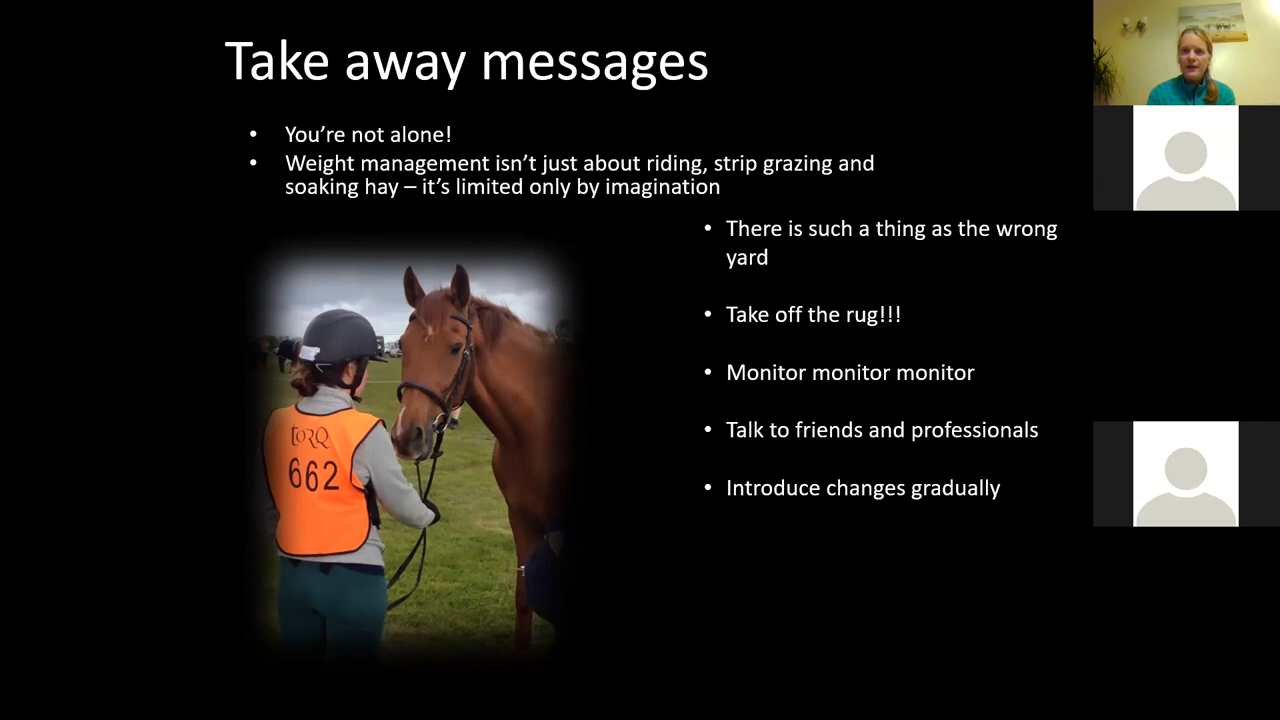 Take away messages
• You're not alone!
• Weight management isn't just about riding, strip grazing and
soaking hay – it's limited only by imagination
• There is such a thing as the wrong
yard
• Take off the rug!!!
• Monitor monitor monitor
• Talk to friends and professionals
• Introduce changes gradually
torQ
662